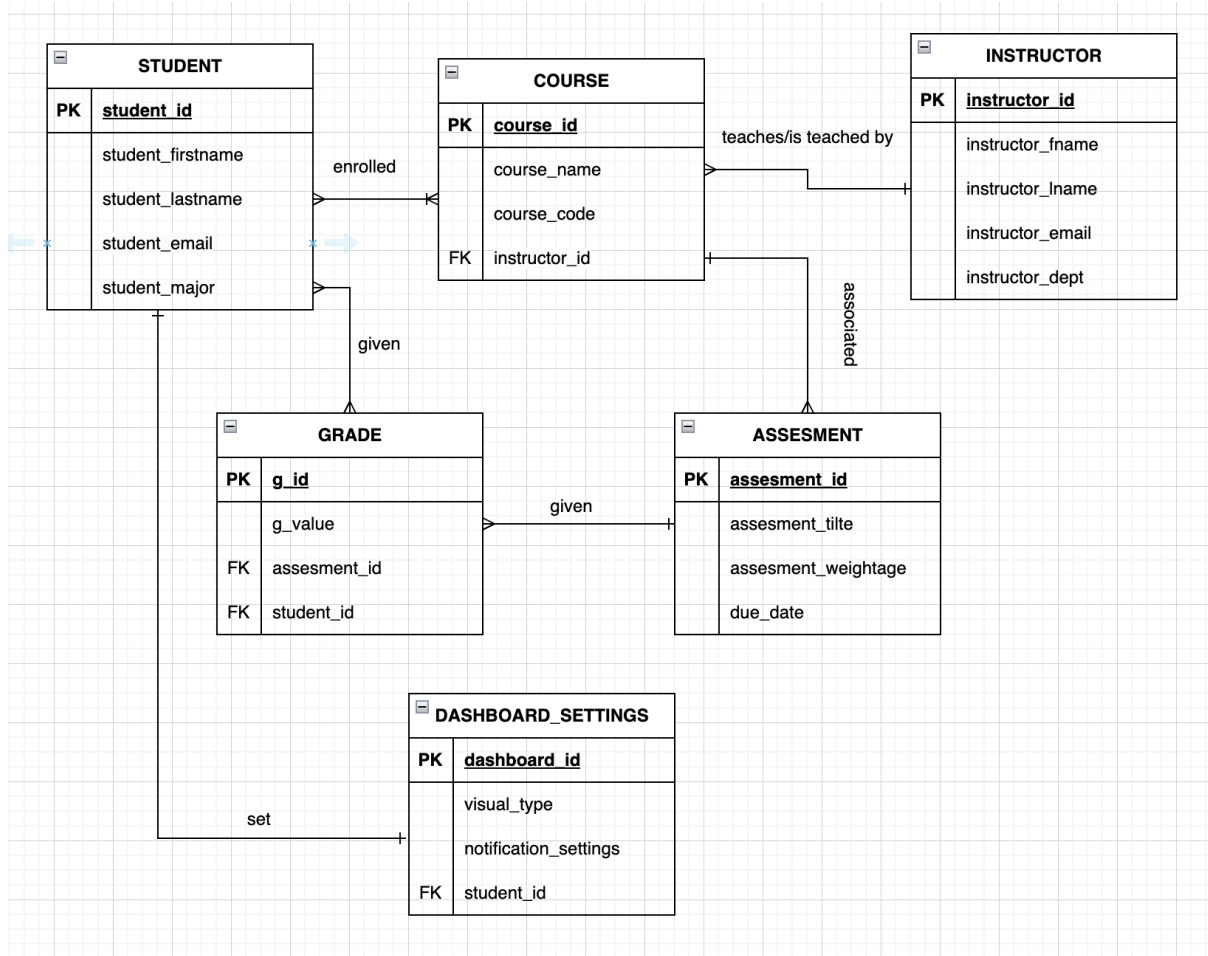 STUDENT
PK student_id
student_firstname
student_lastname
student_email
student_major
enrolled
COURSE
PK course_id
course_name
course_code
FK instructor_id
teaches/is teached by
INSTRUCTOR
PK instructor_id
instructor_fname
instructor_lname
instructor_email
instructor_dept
given
associated
GRADE
PK g_id
g_value
FK assesment_id
FK student_id
given
ASSESMENT
PK assesment_id
assesment_tilte
assesment_weightage
due_date
set
DASHBOARD_SETTINGS
PK dashboard_id
visual_type
notification_settings
FK student_id